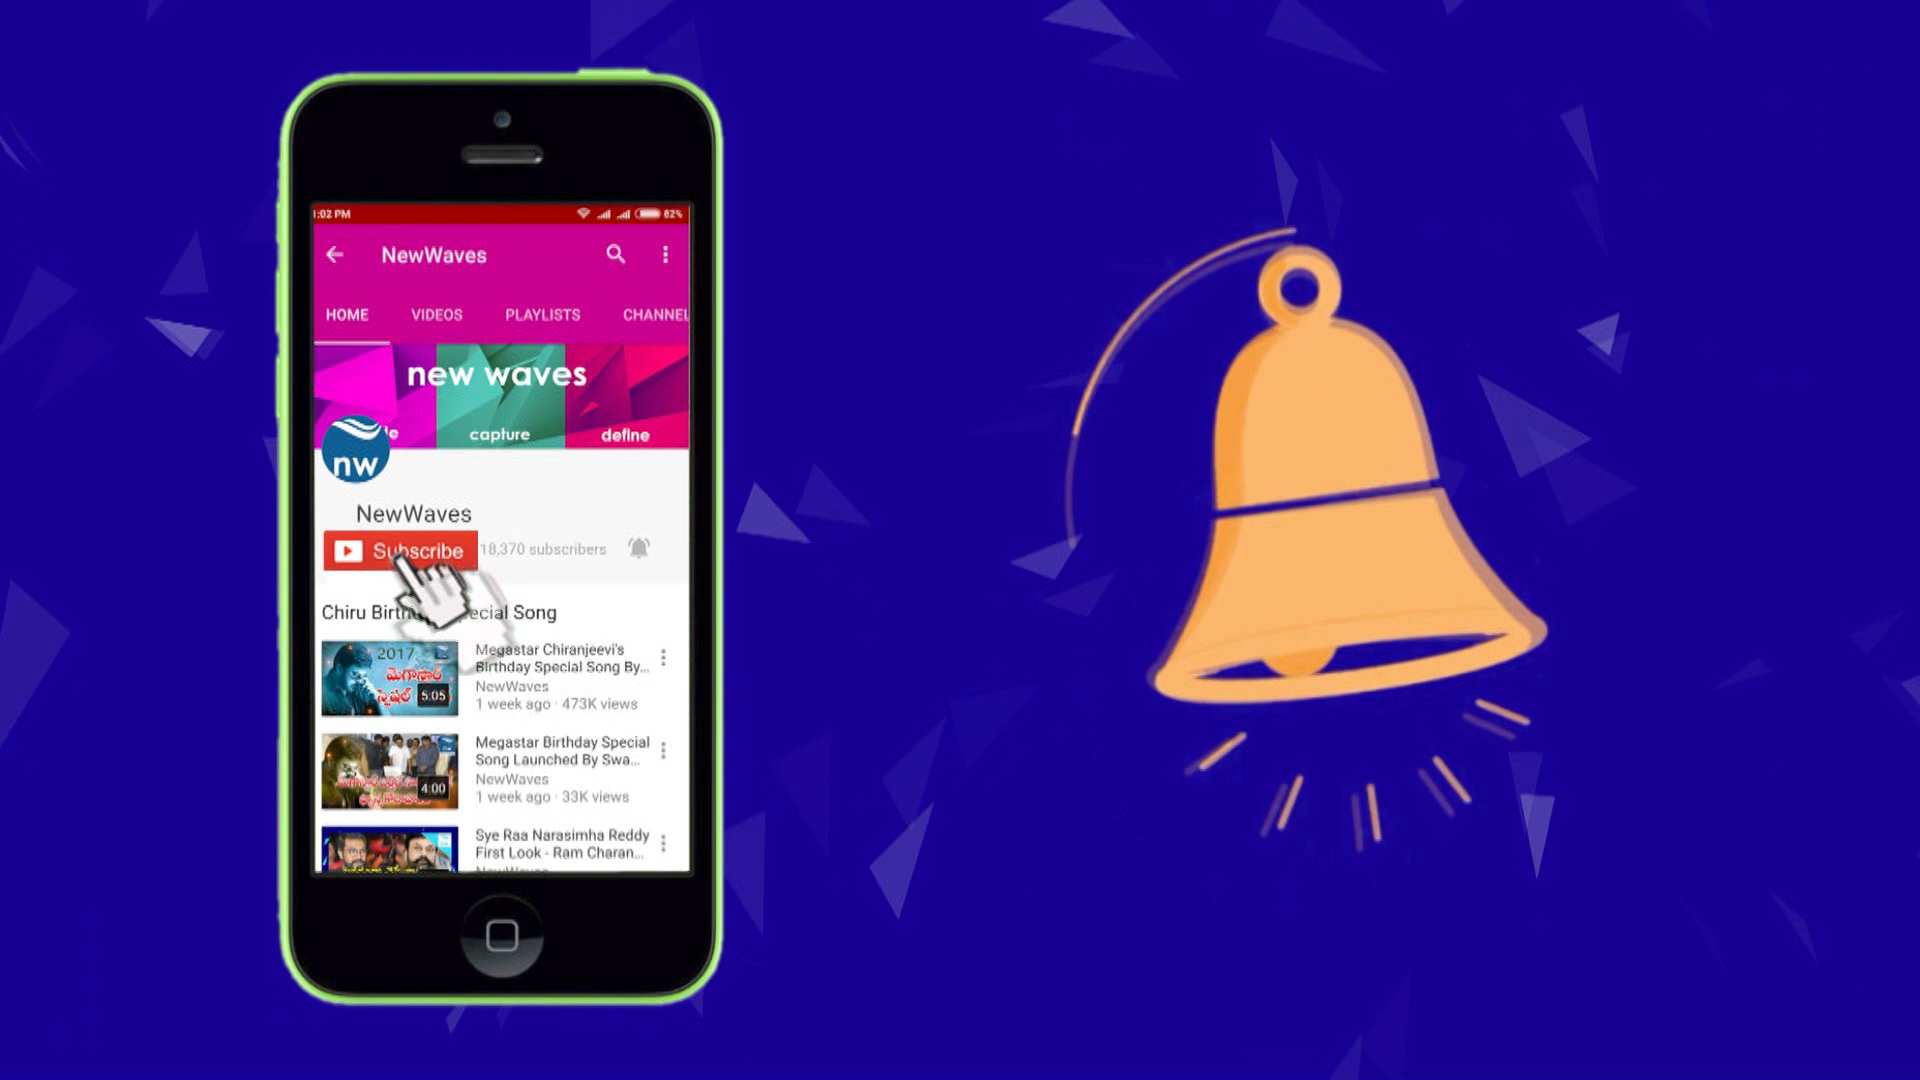 1:02 PM
82%
NewWaves
HOME VIDEOS PLAYLISTS CHANNEL
new waves
capture
define
nw
NewWaves
Subscribe
18,370 subscribers
Chiru Birth
ecial Song
2017
మెగాస్టార్
స్పెషల్
5:05
Megastar Chiranjeevi's
Birthday Special Song By...
NewWaves
1 week ago · 473K views
4:00
Megastar Birthday Special
Song Launched By Swa...
NewWaves
1 week ago · 33K views
Sye Raa Narasimha Reddy
First Look - Ram Charan...
NewWaves